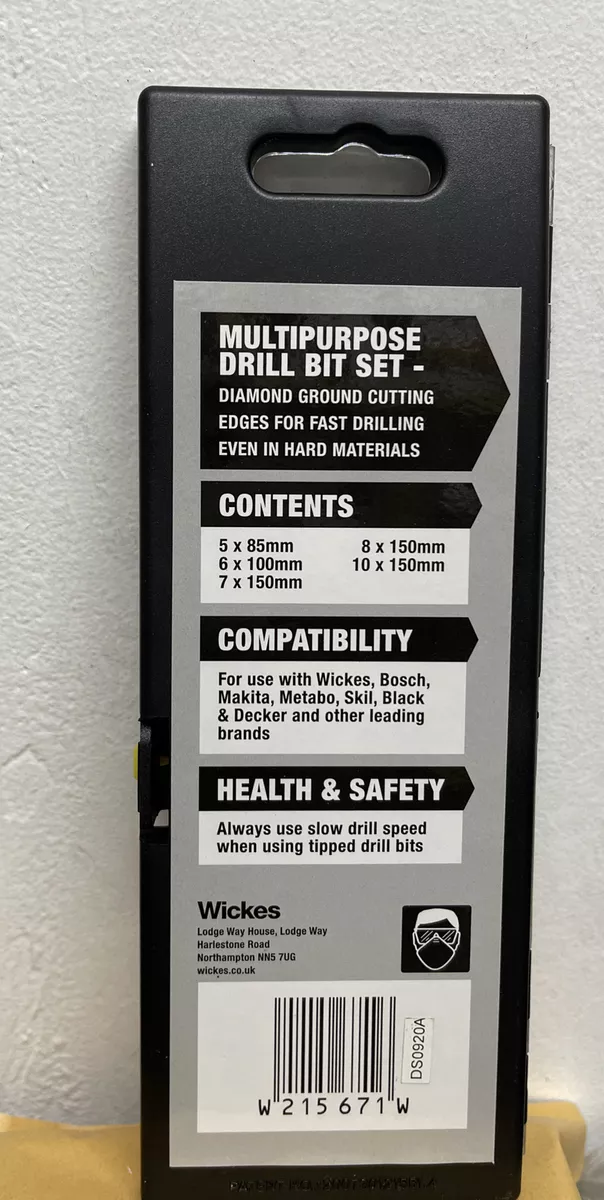 MULTIPURPOSE
DRILL BIT SET -
DIAMOND GROUND CUTTING
EDGES FOR FAST DRILLING
EVEN IN HARD MATERIALS
CONTENTS
5 x 85mm
6 x 100mm
7 x 150mm
8 x 150mm
10 x 150mm
COMPATIBILITY
For use with Wickes, Bosch,
Makita, Metabo, Skil, Black
& Decker and other leading
brands
HEALTH & SAFETY
Always use slow drill speed
when using tipped drill bits
Wickes
Lodge Way House, Lodge Way
Harlestone Road
Northampton NN5 7UG
wickes.co.uk
DS0920A
W 215 671 W